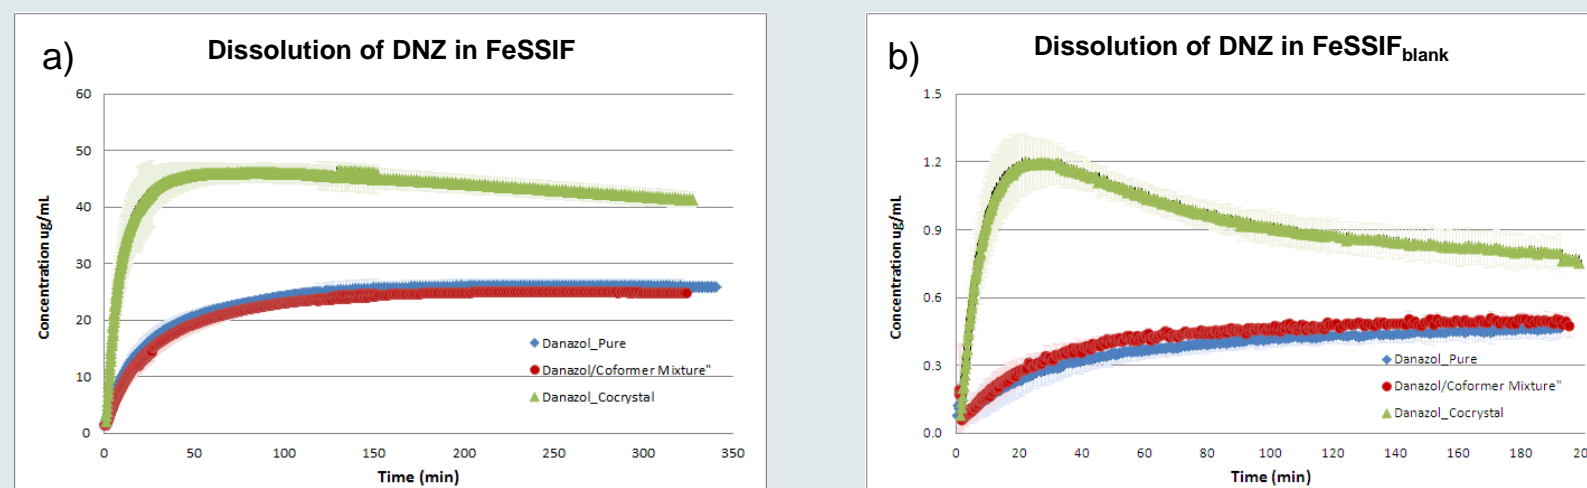 a)
Dissolution of DNZ in FeSSIF
60
50
40
30
20
10
0
Concentration ug/mL
Danazol_Pure
Danazol/Coformer Mixture"
Danazol_Cocrystal
0 50 100 150 200 250 300 350
Time (min)
b)
Dissolution of DNZ in FeSSIFblank
1.5
1.2
0.9
0.6
0.3
0.0
Concentration ug/mL
Danazol_Pure
Danazol/Coformer Mixture"
Danazol_Cocrystal
0 20 40 60 80 100 120 140 160 180
Time (min)